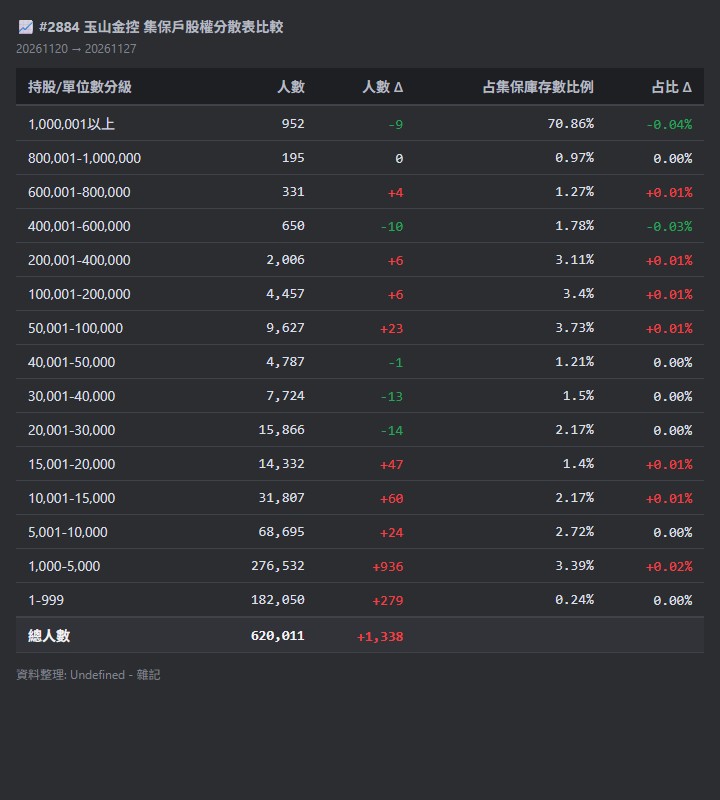 📈 #2884 玉山金控 集保戶股權分散表比較
20261120 → 20261127
持股/單位數分級 人數 人數 Δ 占集保庫存數比例 占比 Δ
1,000,001以上 952 -9 70.86% -0.04%
800,001-1,000,000 195 0 0.97% 0.00%
600,001-800,000 331 +4 1.27% +0.01%
400,001-600,000 650 -10 1.78% -0.03%
200,001-400,000 2,006 +6 3.11% +0.01%
100,001-200,000 4,457 +6 3.4% +0.01%
50,001-100,000 9,627 +23 3.73% +0.01%
40,001-50,000 4,787 -1 1.21% 0.00%
30,001-40,000 7,724 -13 1.5% 0.00%
20,001-30,000 15,866 -14 2.17% 0.00%
15,001-20,000 14,332 +47 1.4% +0.01%
10,001-15,000 31,807 +60 2.17% +0.01%
5,001-10,000 68,695 +24 2.72% 0.00%
1,000-5,000 276,532 +936 3.39% +0.02%
1-999 182,050 +279 0.24% 0.00%
總人數 620,011 +1,338
資料整理: Undefined - 雜記